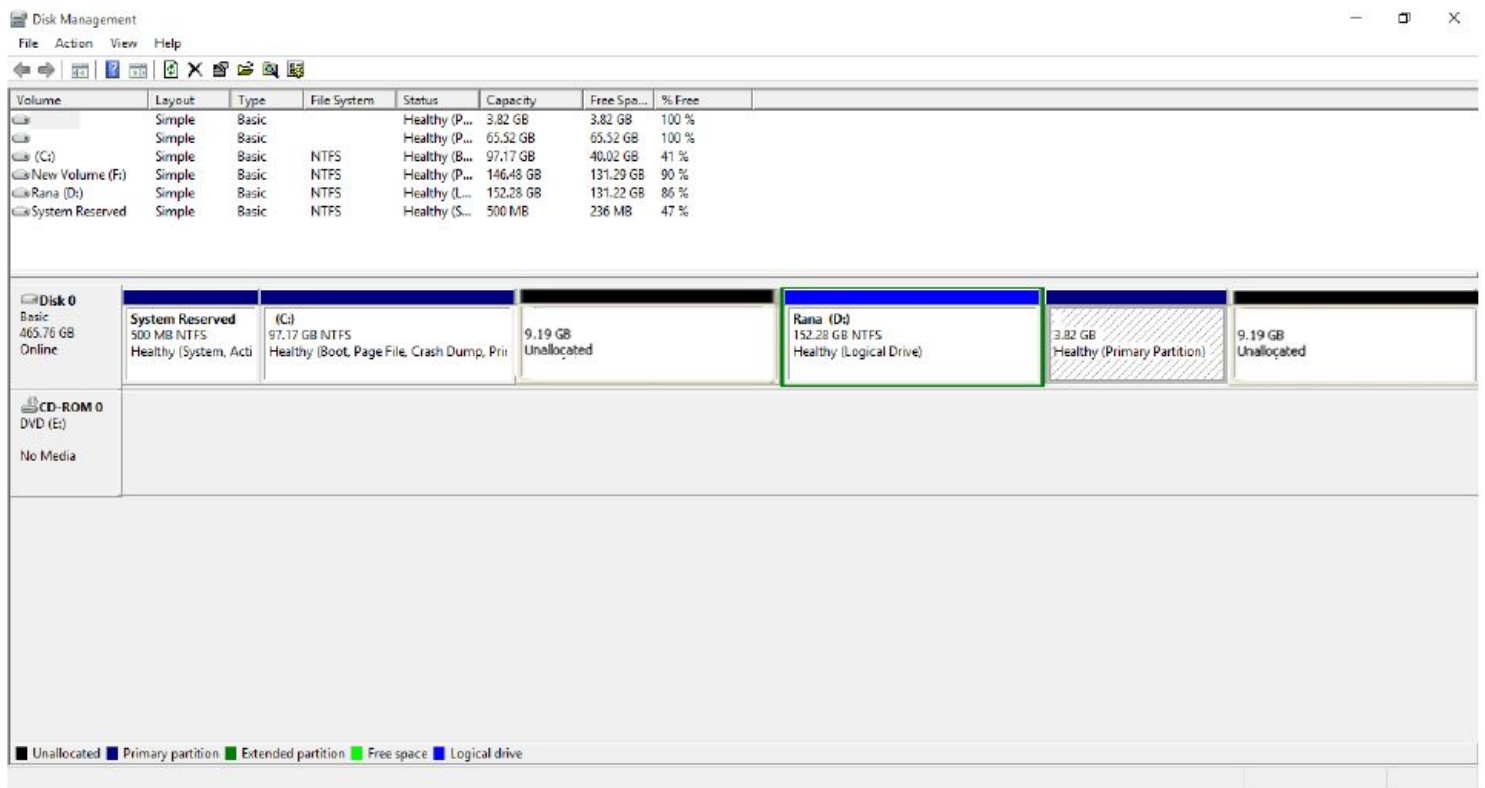 Disk Management
File Action View Help
Volume Layout Type File System Status Capacity Free Spa... % Free
Simple Basic Healthy (P... 3.82 GB 3.82 GB 100 %
Simple Basic Healthy (P... 65.52 GB 65.52 GB 100 %
(C:) Simple Basic NTFS Healthy (B... 97.17 GB 40.02 GB 41 %
New Volume (F:) Simple Basic NTFS Healthy (P... 146.48 GB 131.29 GB 90 %
Rana (D:) Simple Basic NTFS Healthy (L... 152.28 GB 131.22 GB 86 %
System Reserved Simple Basic NTFS Healthy (S... 500 MB 236 MB 47 %
Disk 0
Basic
465.76 GB
Online
System Reserved
500 MB NTFS
Healthy (System, Acti
(C:)
97.17 GB NTFS
Healthy (Boot, Page File, Crash Dump, Prir
9.19 GB
Unallocated
Rana (D:)
152.28 GB NTFS
Healthy (Logical Drive)
3.82 GB
Healthy (Primary Partition)
9.19 GB
Unallocated
CD-ROM 0
DVD (E:)
No Media
Unallocated Primary partition Extended partition Free space Logical drive